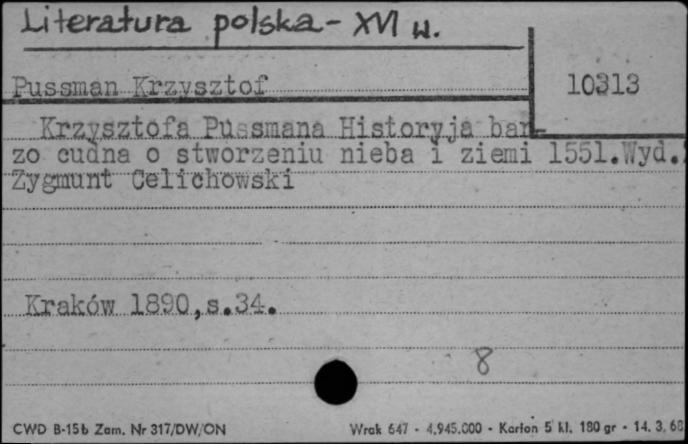 Literatura polska - XVI w.
Pussman Krzysztof
10313
Krzysztofa Pussmana Historyja bar-
zo cudna o stworzeniu nieba i ziemi 1551. Wyd.
Zygmunt Celichowski
Kraków 1890, s.34.
8
CWD B-15b Zam. Nr 317/DW/ON
Wrak 647 - 4.945.000 - Karton 5 kl. 180 gr - 14. 3. 68